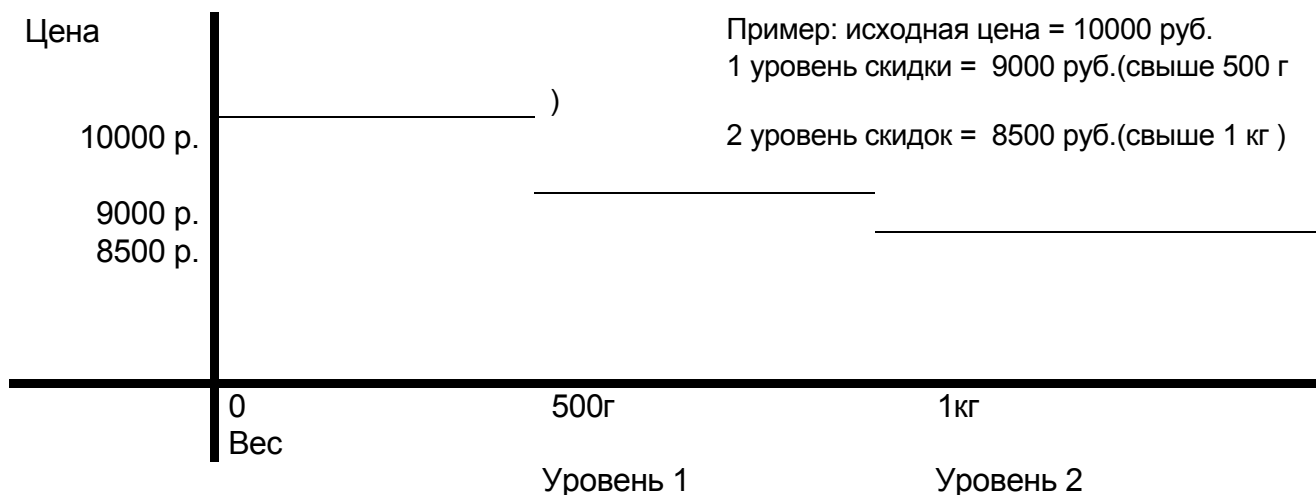 Цена
Пример: исходная цена = 10000 руб.
1 уровень скидки =  9000 руб.(свыше 500 г
)
2 уровень скидок =  8500 руб.(свыше 1 кг )
10000 р.
9000 р.
8500 р.
0 500г 1кг
Вес
Уровень 1 Уровень 2